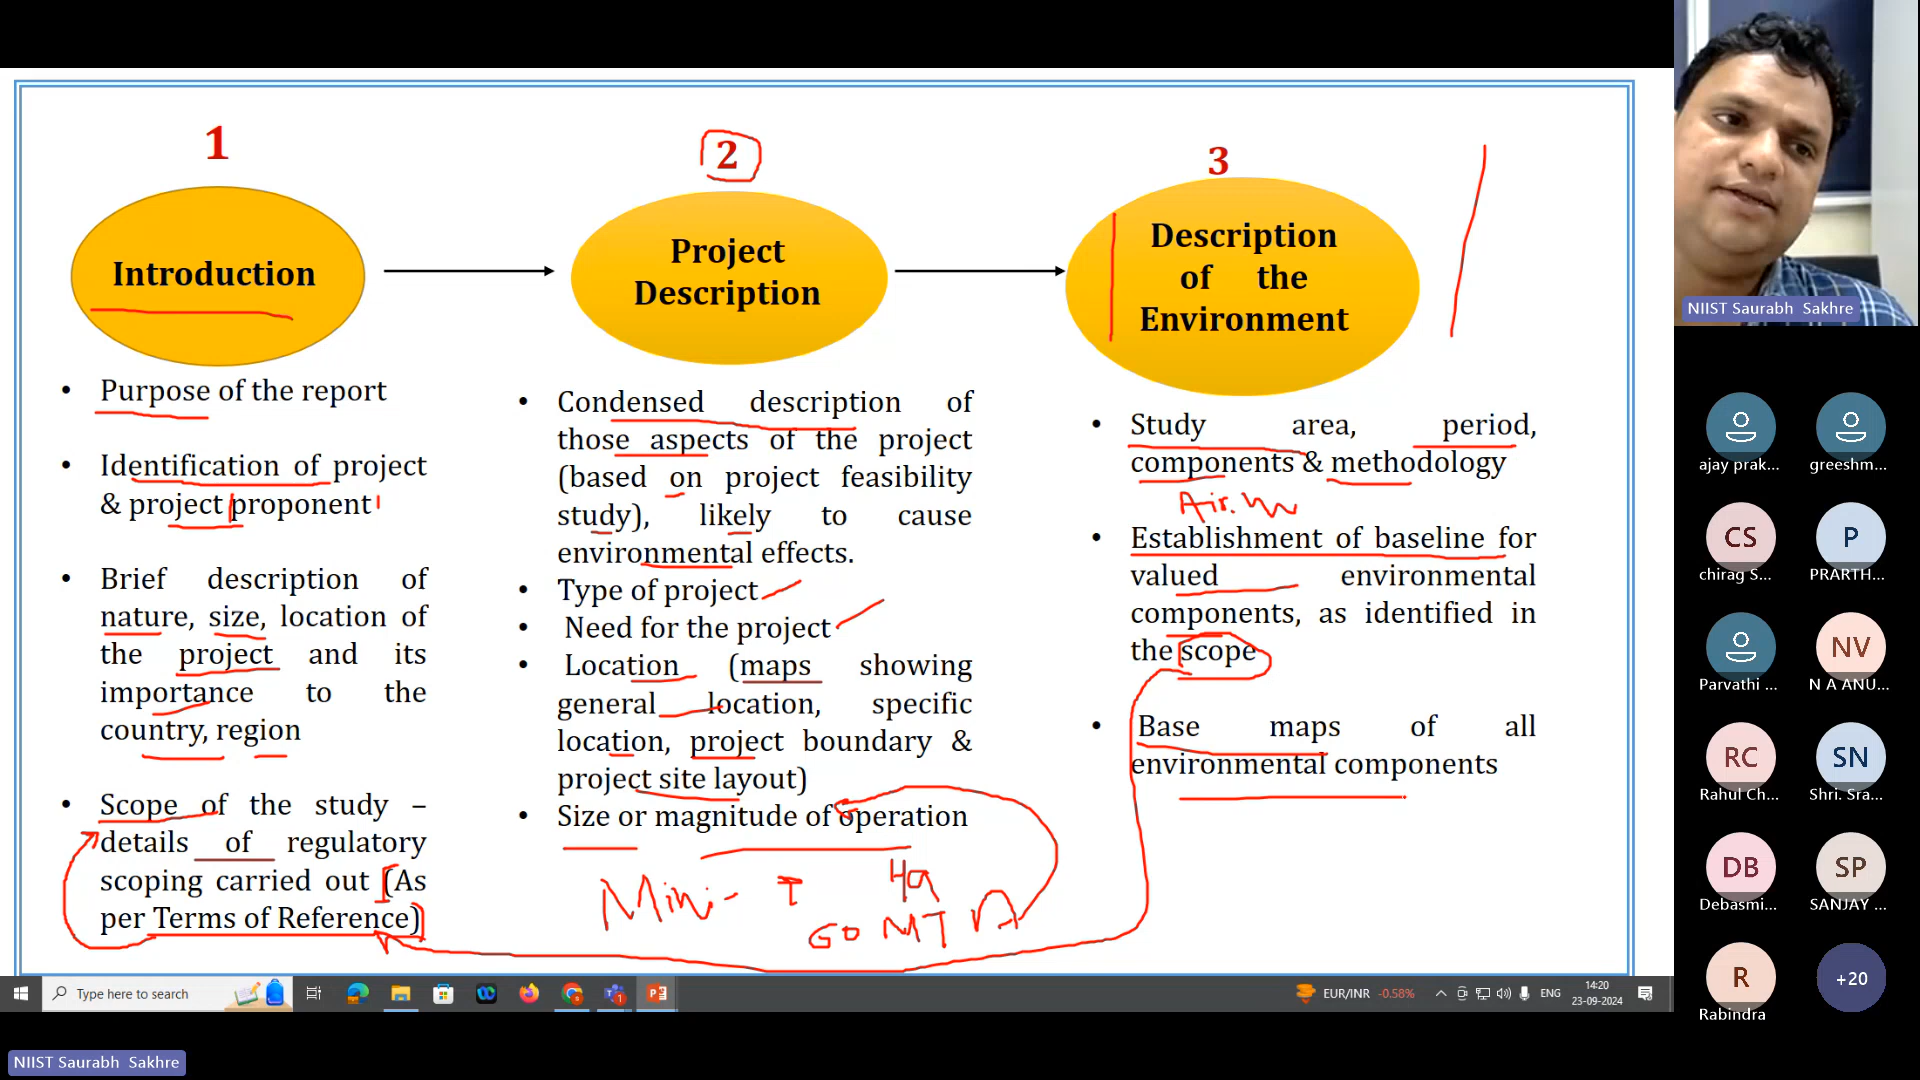 1
Introduction
• Purpose of the report
• Identification of project
& project proponent
• Brief description of
nature, size, location of
the project and its
importance to the
country, region
• Scope of the study –
details of regulatory
scoping carried out (As
per Terms of Reference)
2
Project
Description
• Condensed description of
those aspects of the project
(based on project feasibility
study), likely to cause
environmental effects.
• Type of project
• Need for the project
• Location (maps showing
general location, specific
location, project boundary &
project site layout)
• Size or magnitude of operation
Mini- I Ha
60 MT
3
Description
of the
Environment
• Study area, period,
components & methodology
Air.
• Establishment of baseline for
valued environmental
components, as identified in
the scope
• Base maps of all
environmental components
NIIST Saurabh Sakhre
ajay prak...
greeshm...
CS
chirag S...
P
PRARTH...
Parvathi ...
NV
N A ANU...
RC
Rahul Ch...
SN
Shri. Sra...
DB
Debasmi...
SP
SANJAY ...
R
Rabindra
+20
Type here to search
EUR/INR -0.58%
ENG
14:20
23-09-2024
NIIST Saurabh Sakhre